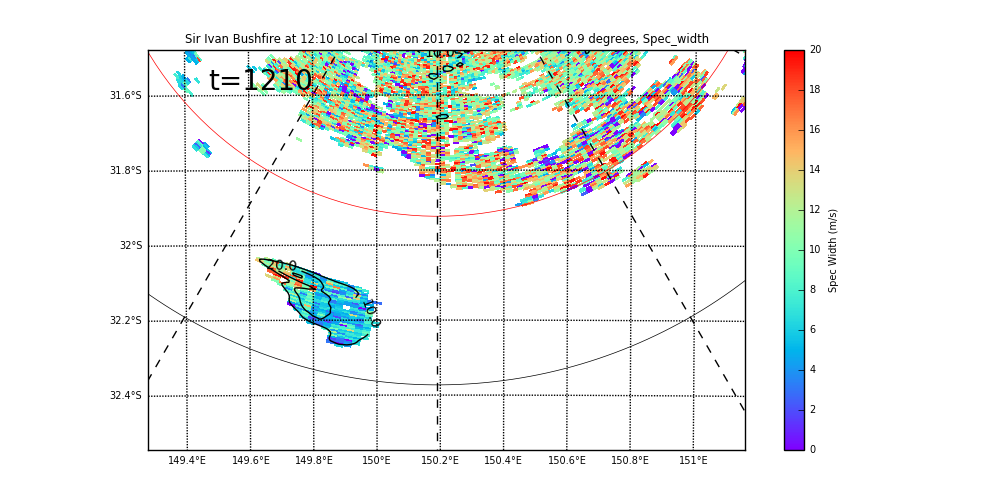 Sir Ivan Bushfire at 12:10 Local Time on 2017 02 12 at elevation 0.9 degrees, Spec_width
t=1210
31.6°S
31.8°S
32°S
32.2°S
32.4°S
149.4°E 149.6°E 149.8°E 150°E 150.2°E 150.4°E 150.6°E 150.8°E 151°E
20
18
16
14
12
10
8
6
4
2
0
Spec Width (m/s)